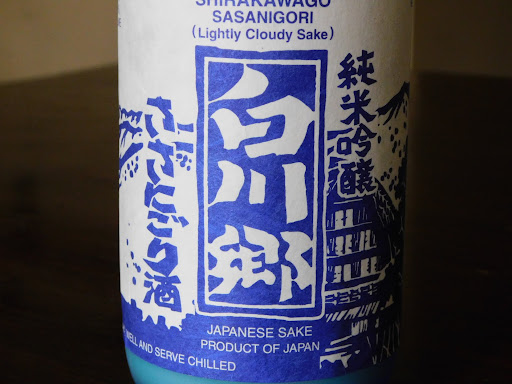 SHIRAKAWAGO
SASANIGORI
(Lightly Cloudy Sake)
純米吟醸
白川郷
ささにごり酒
JAPANESE SAKE
PRODUCT OF JAPAN
WELL AND SERVE CHILLED